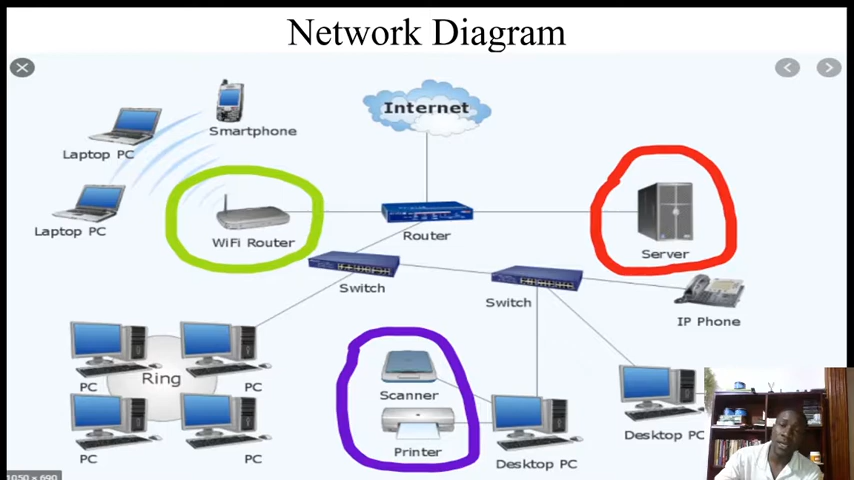 Network Diagram
Internet
Smartphone
Laptop PC
Laptop PC
WiFi Router
Router
Server
Switch
Switch
IP Phone
PC
PC
Ring
PC
PC
Scanner
Printer
Desktop PC
Desktop PC
1050 × 690